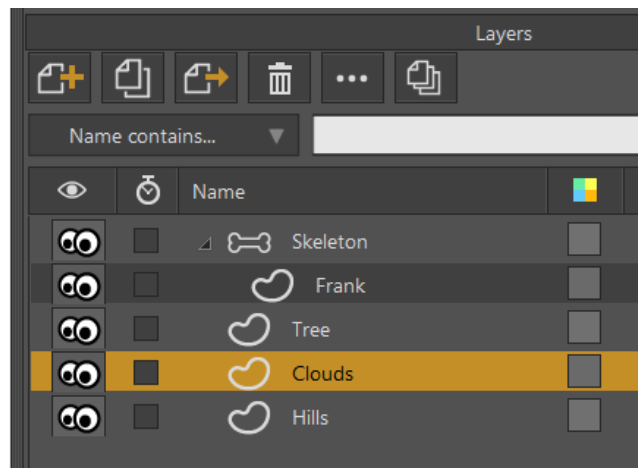 Layers
Name contains...
Name
Skeleton
Frank
Tree
Clouds
Hills